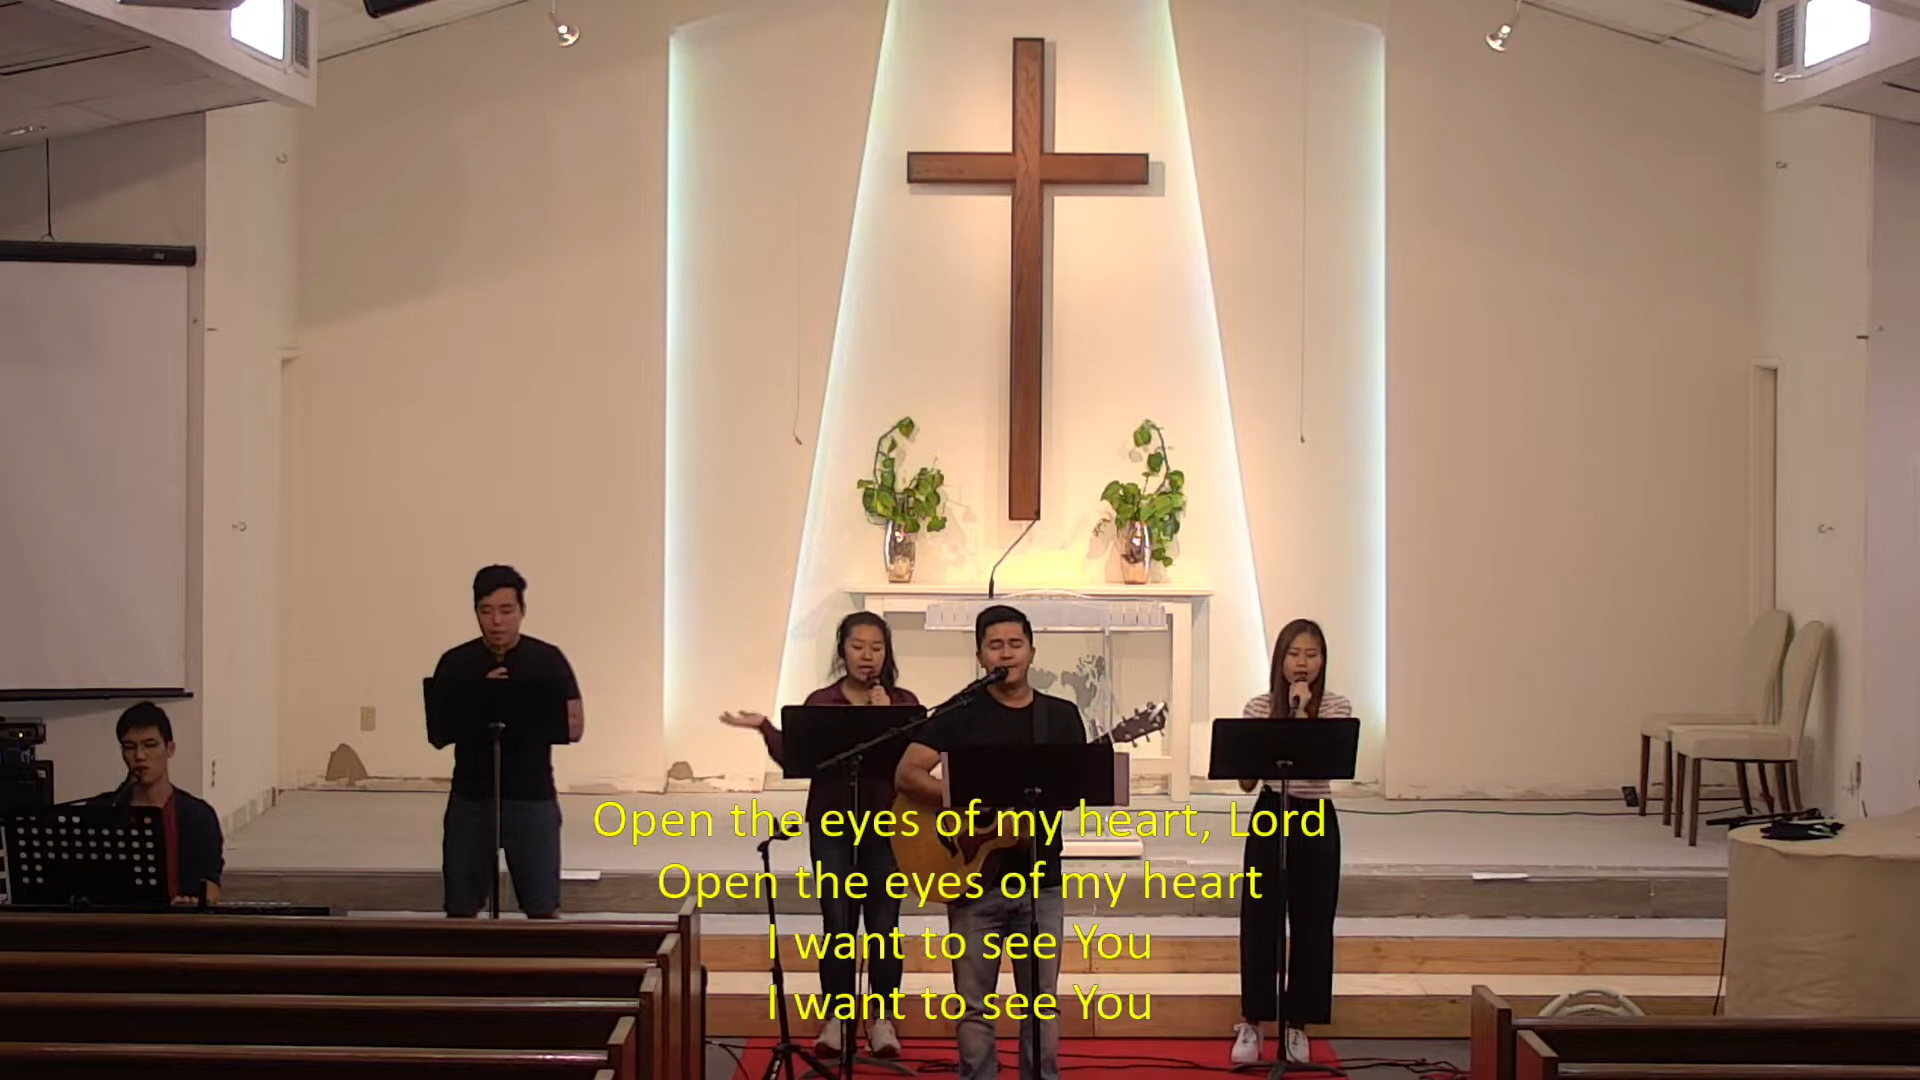 Open the eyes of my heart, Lord
Open the eyes of my heart
I want to see You
I want to see You